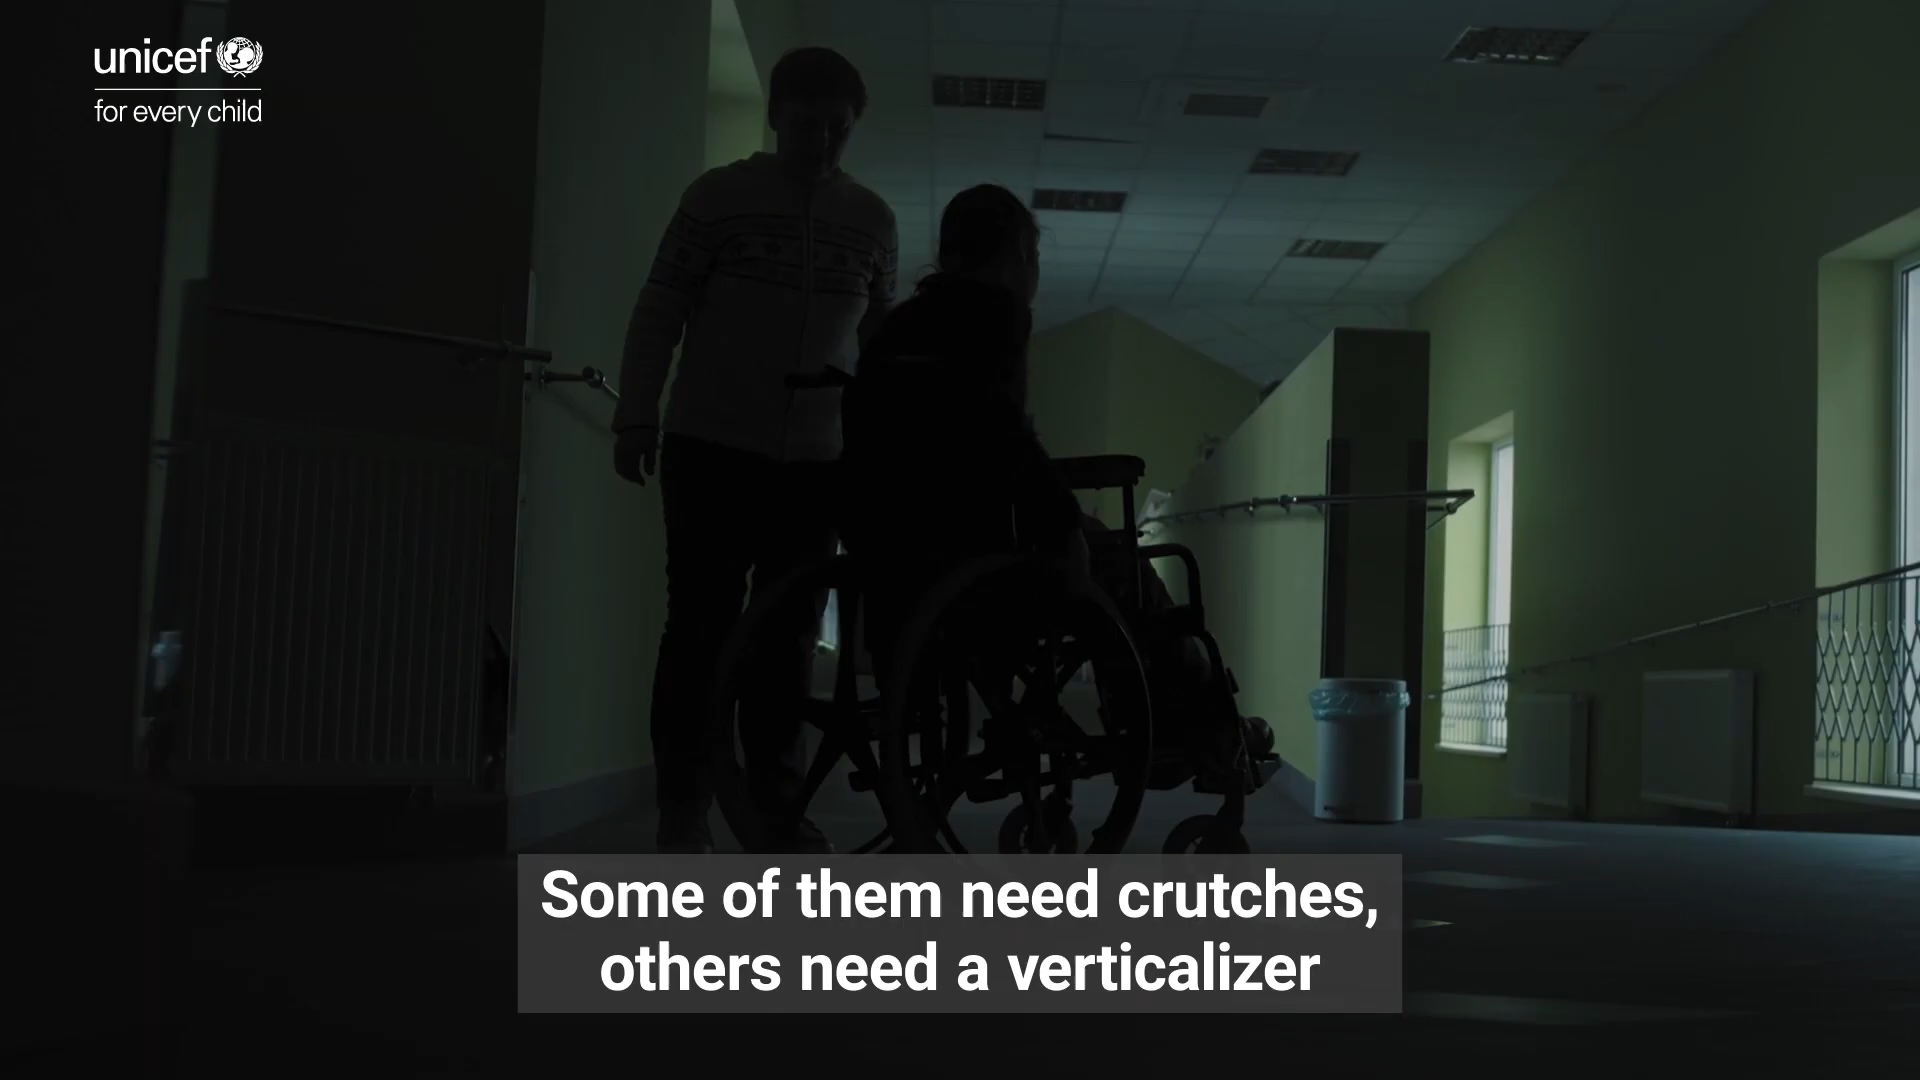 unicef
for every child
Some of them need crutches,
others need a verticalizer